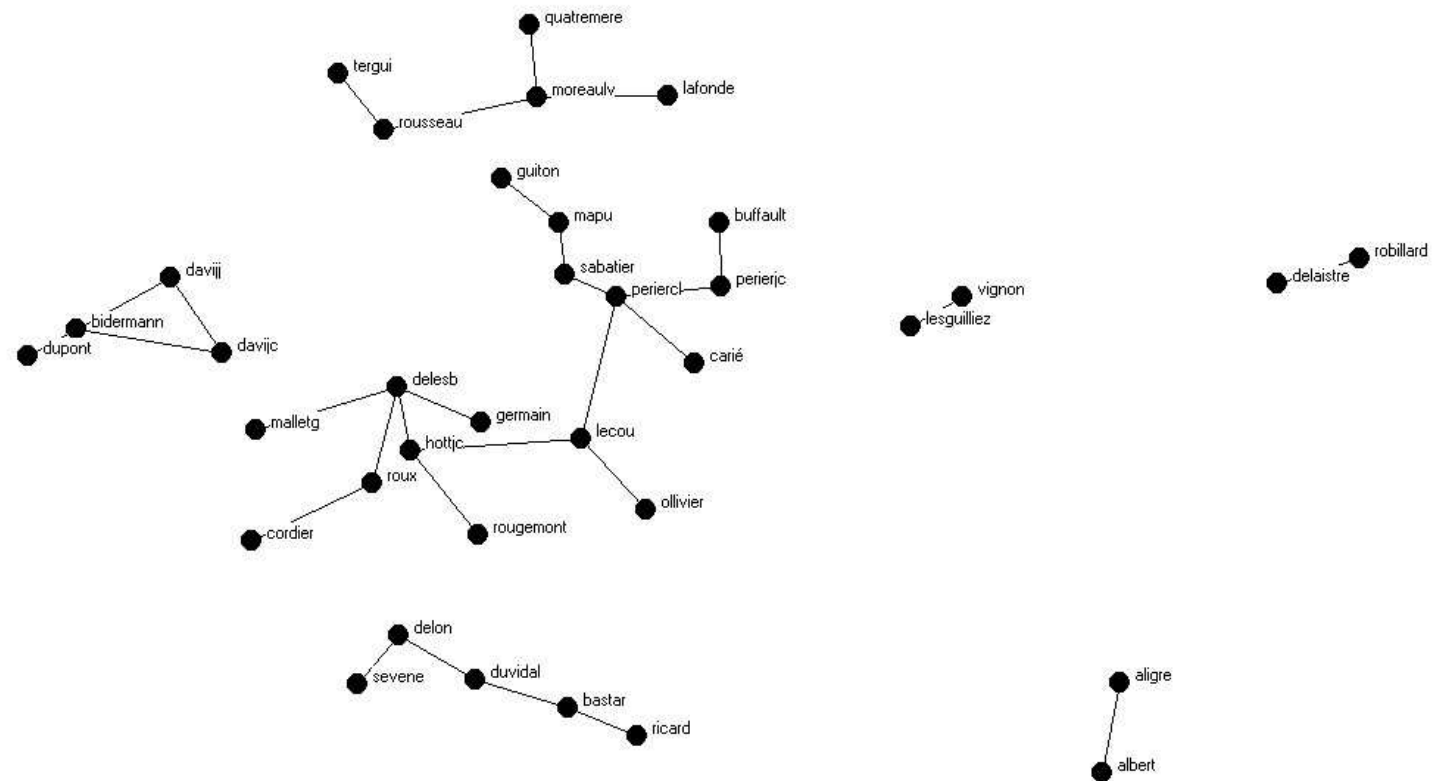 quatremere
tergui
moreaulv
lafonde
rousseau
guiton
mapu
buffault
robillard
davijj
sabatier
delaistre
periercl
perierjc
vignon
bidermann
lesguilliez
dupont
davijc
carié
delesb
malletg
germain
lecou
hottjc
roux
ollivier
cordier
rougemont
delon
sevene
duvidal
aligre
bastar
ricard
albert